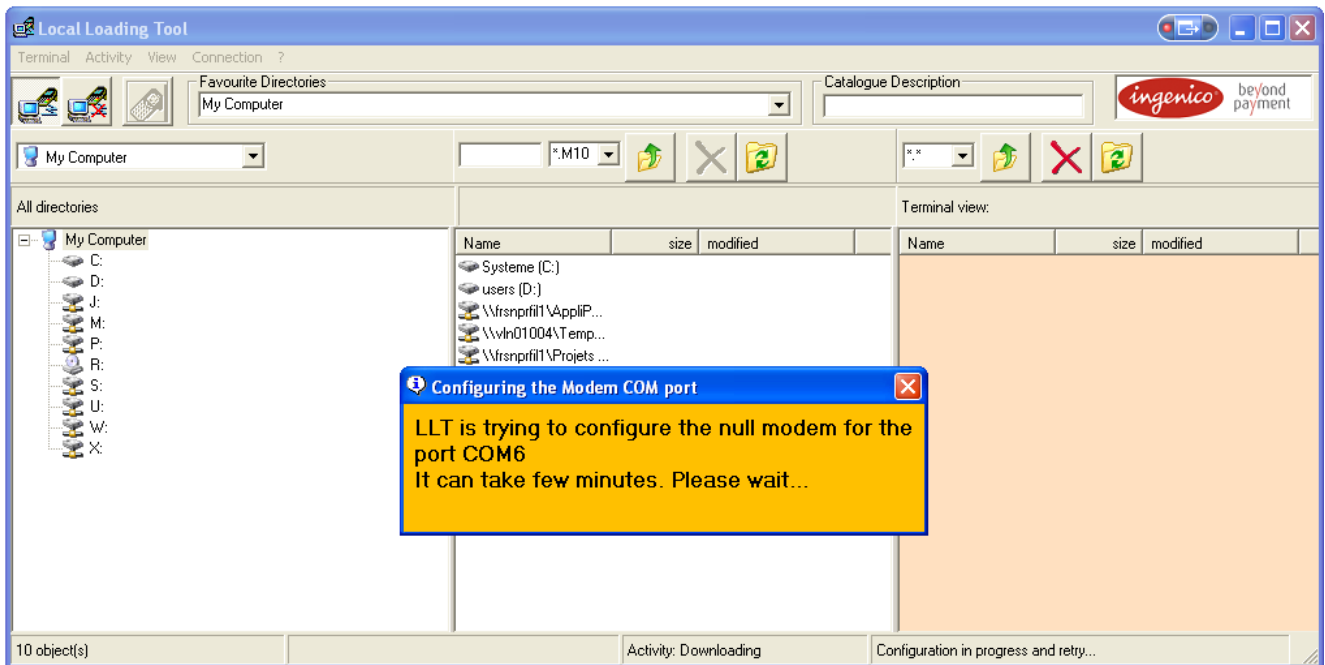 Local Loading Tool
Terminal Activity View Connection ?
Favourite Directories
My Computer
Catalogue Description
ingenico
beyond
payment
My Computer
*.M10
*.*
All directories
Terminal view:
My Computer
C:
D:
J:
M:
P:
R:
S:
U:
W:
X:
Name size modified
Systeme (C:)
users (D:)
\\frsnprfil1\AppliP...
\\vln01004\Temp...
\\frsnprfil1\Projets ...
Name size modified
Configuring the Modem COM port
LLT is trying to configure the null modem for the
port COM6
It can take few minutes. Please wait...
10 object(s)
Activity: Downloading
Configuration in progress and retry...